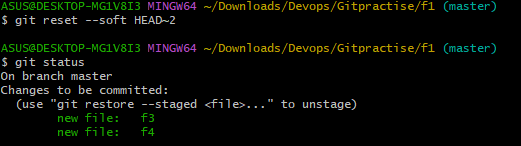 ASUS@DESKTOP-MG1V8I3 MINGW64 ~/Downloads/Devops/Gitpractise/f1 (master)
$ git reset --soft HEAD~2
ASUS@DESKTOP-MG1V8I3 MINGW64 ~/Downloads/Devops/Gitpractise/f1 (master)
$ git status
On branch master
Changes to be committed:
  (use "git restore --staged <file>..." to unstage)
        new file:   f3
        new file:   f4